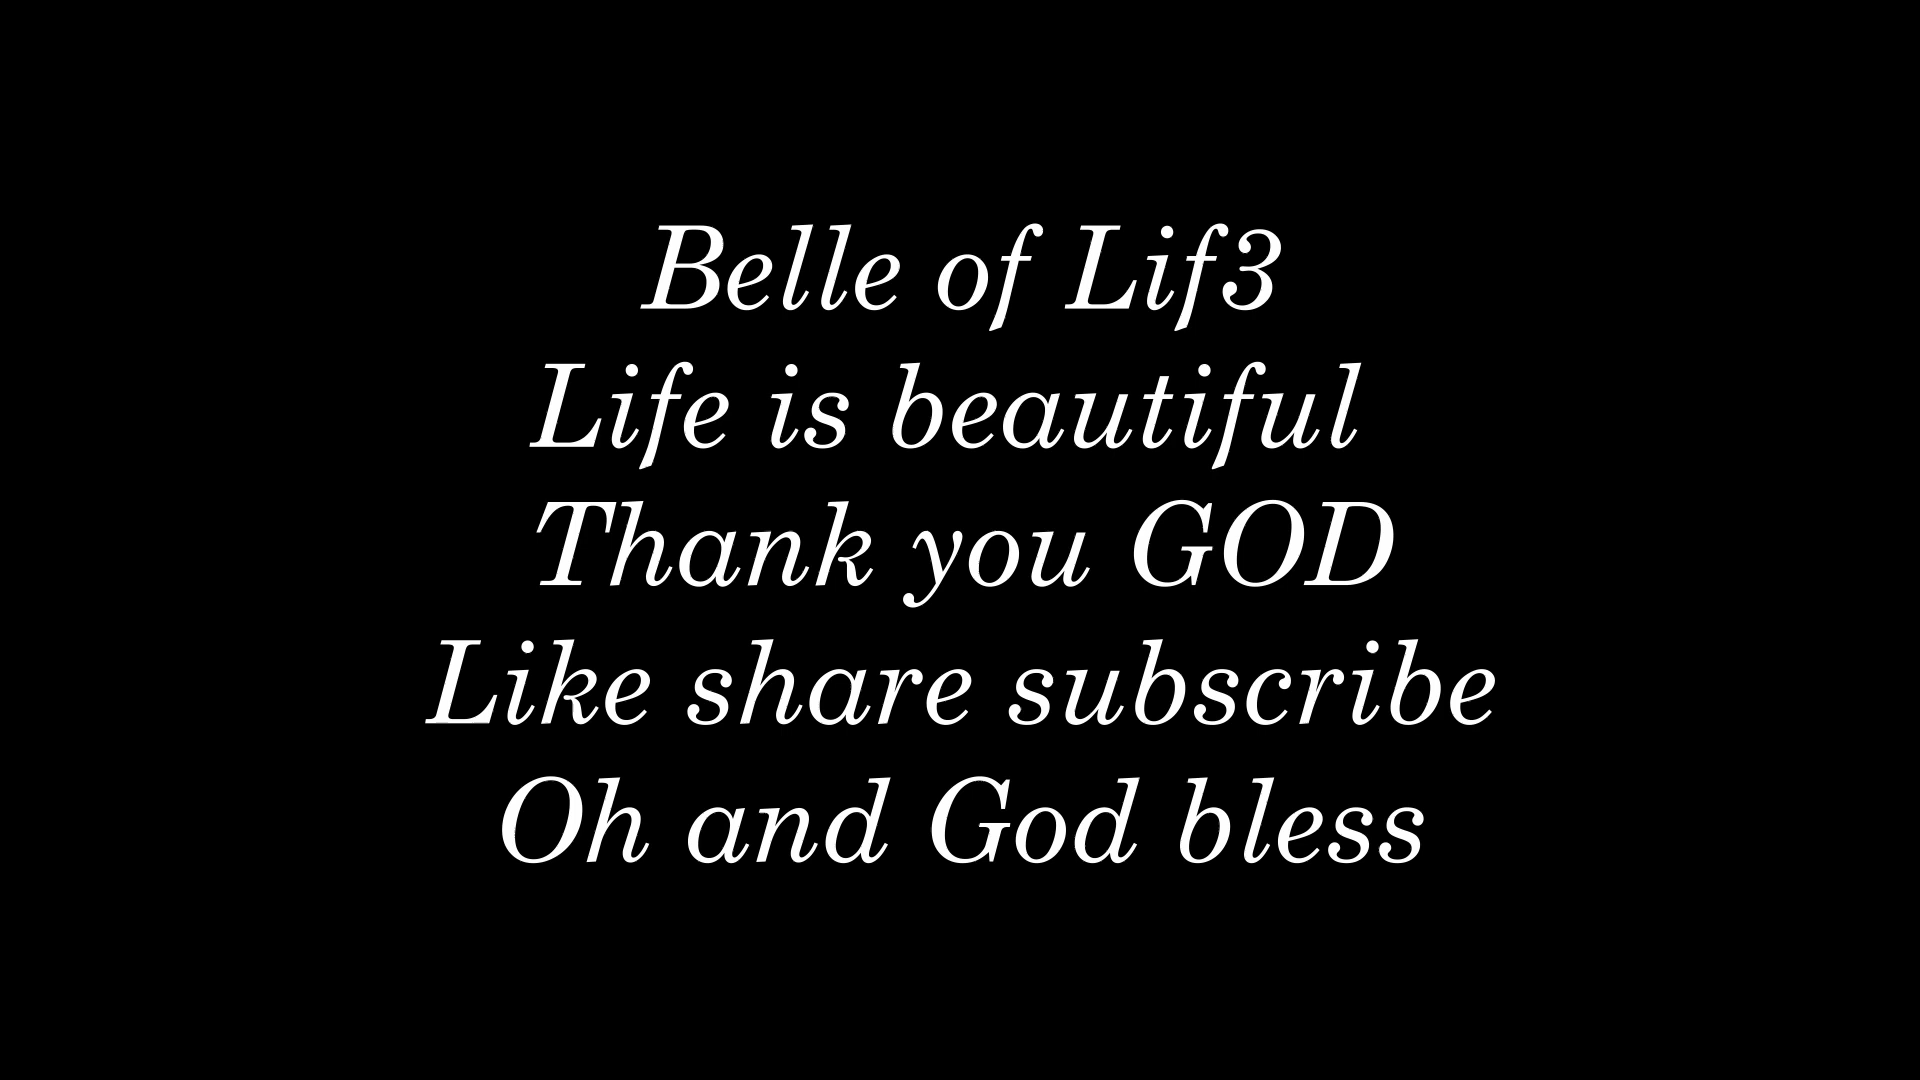 Belle of Lif3
Life is beautiful
Thank you GOD
Like share subscribe
Oh and God bless